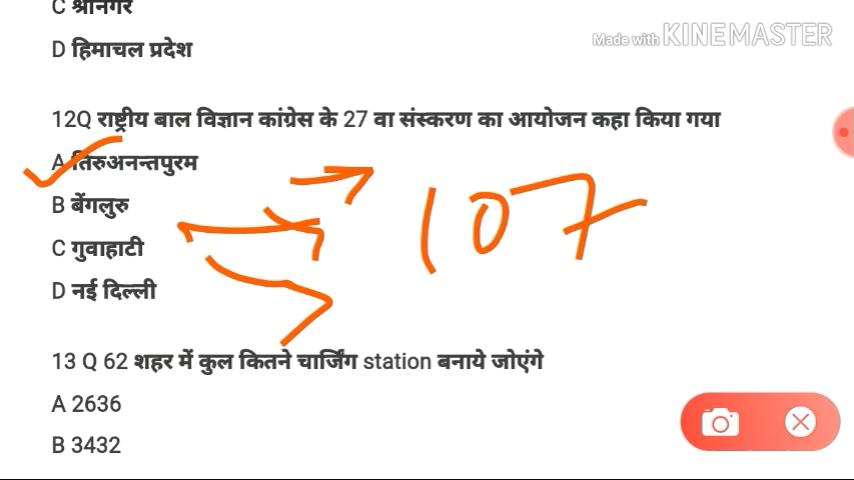 C श्रीनगर
D हिमाचल प्रदेश
Made with KINEMASTER
12Q राष्ट्रीय बाल विज्ञान कांग्रेस के 27 वा संस्करण का आयोजन कहा किया गया
A तिरुअनन्तपुरम
B बेंगलुरु
107
C गुवाहाटी
D नई दिल्ली
13 Q 62 शहर में कुल कितने चार्जिंग station बनाये जोएंगे
A 2636
B 3432